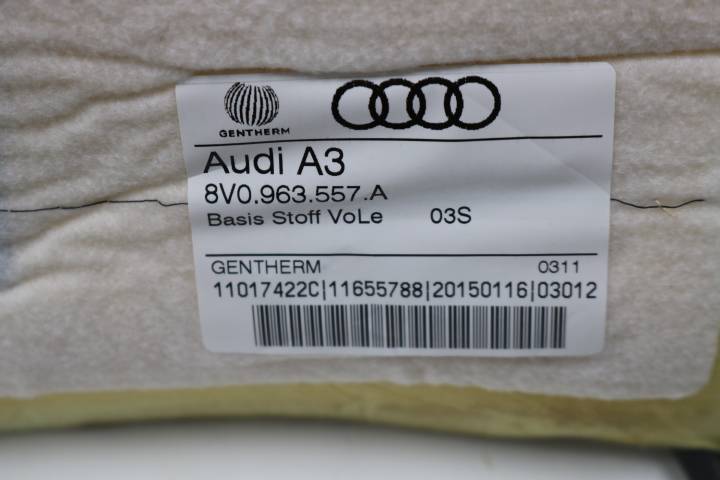 GENTHERM
Audi A3
8V0.963.557.A
Basis Stoff VoLe 03S
GENTHERM 0311
11017422C|11655788|20150116|03012